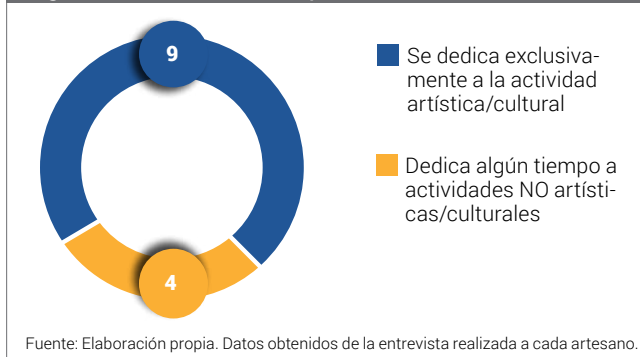 9
Se dedica exclusiva-
mente a la actividad
artística/cultural
Dedica algún tiempo a
actividades NO artísti-
cas/culturales
4
Fuente: Elaboración propia. Datos obtenidos de la entrevista realizada a cada artesano.